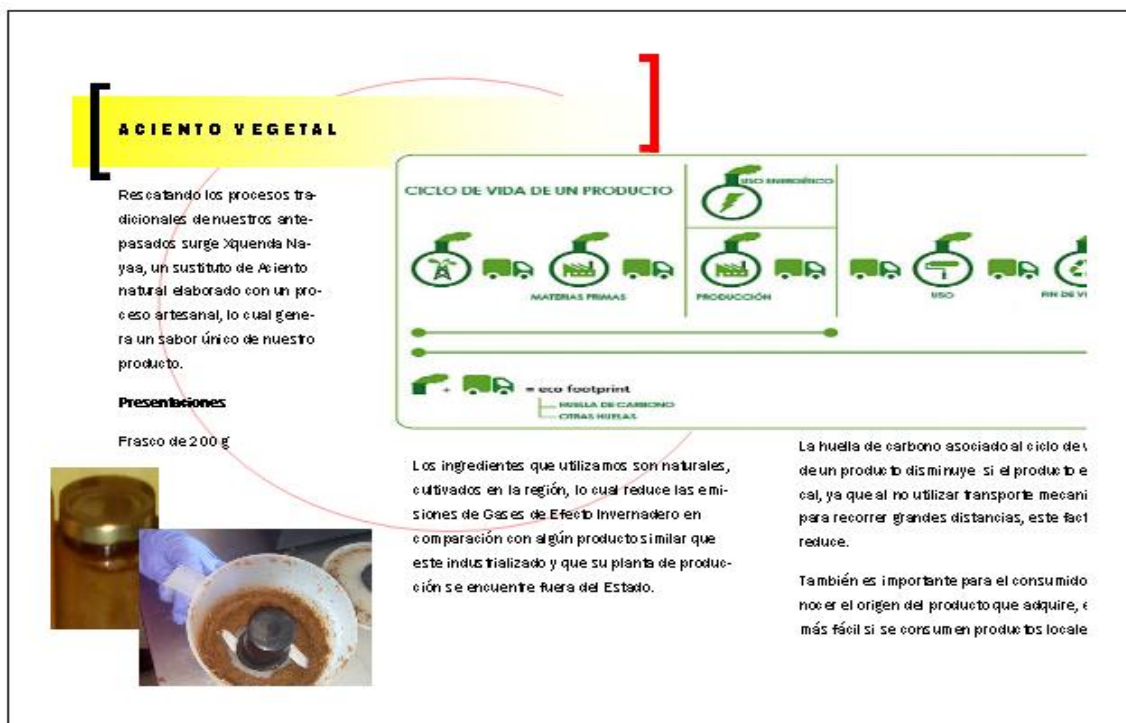 ACIENTO VEGETAL
Rescatando los procesos tra-
dicionales de nuestros ante-
pasados surge Xquenda Na-
yaa, un sustituto de Aciento
natural elaborado con un pro-
ceso artesanal, lo cual gene-
ra un sabor único de nuestro
producto.
Presentaciones
Frasco de 200 g
CICLO DE VIDA DE UN PRODUCTO
USO ENERGÉTICO
MATERIAS PRIMAS
PRODUCCIÓN
USO
FIN DE V
+ = eco footprint
HUELLA DE CARBONO
OTRAS HUELAS
Los ingredientes que utilizamos son naturales,
cultivados en la región, lo cual reduce las emi-
siones de Gases de Efecto Invernadero en
comparación con algún producto similar que
este industrializado y que su planta de produc-
ción se encuentre fuera del Estado.
La huella de carbono asociado al ciclo de v
de un producto disminuye si el producto e
cal, ya que al no utilizar transporte mecani
para recorrer grandes distancias, este fact
reduce.
También es importante para el consumido
nocer el origen del producto que adquire, e
más fácil si se consumen productos locale